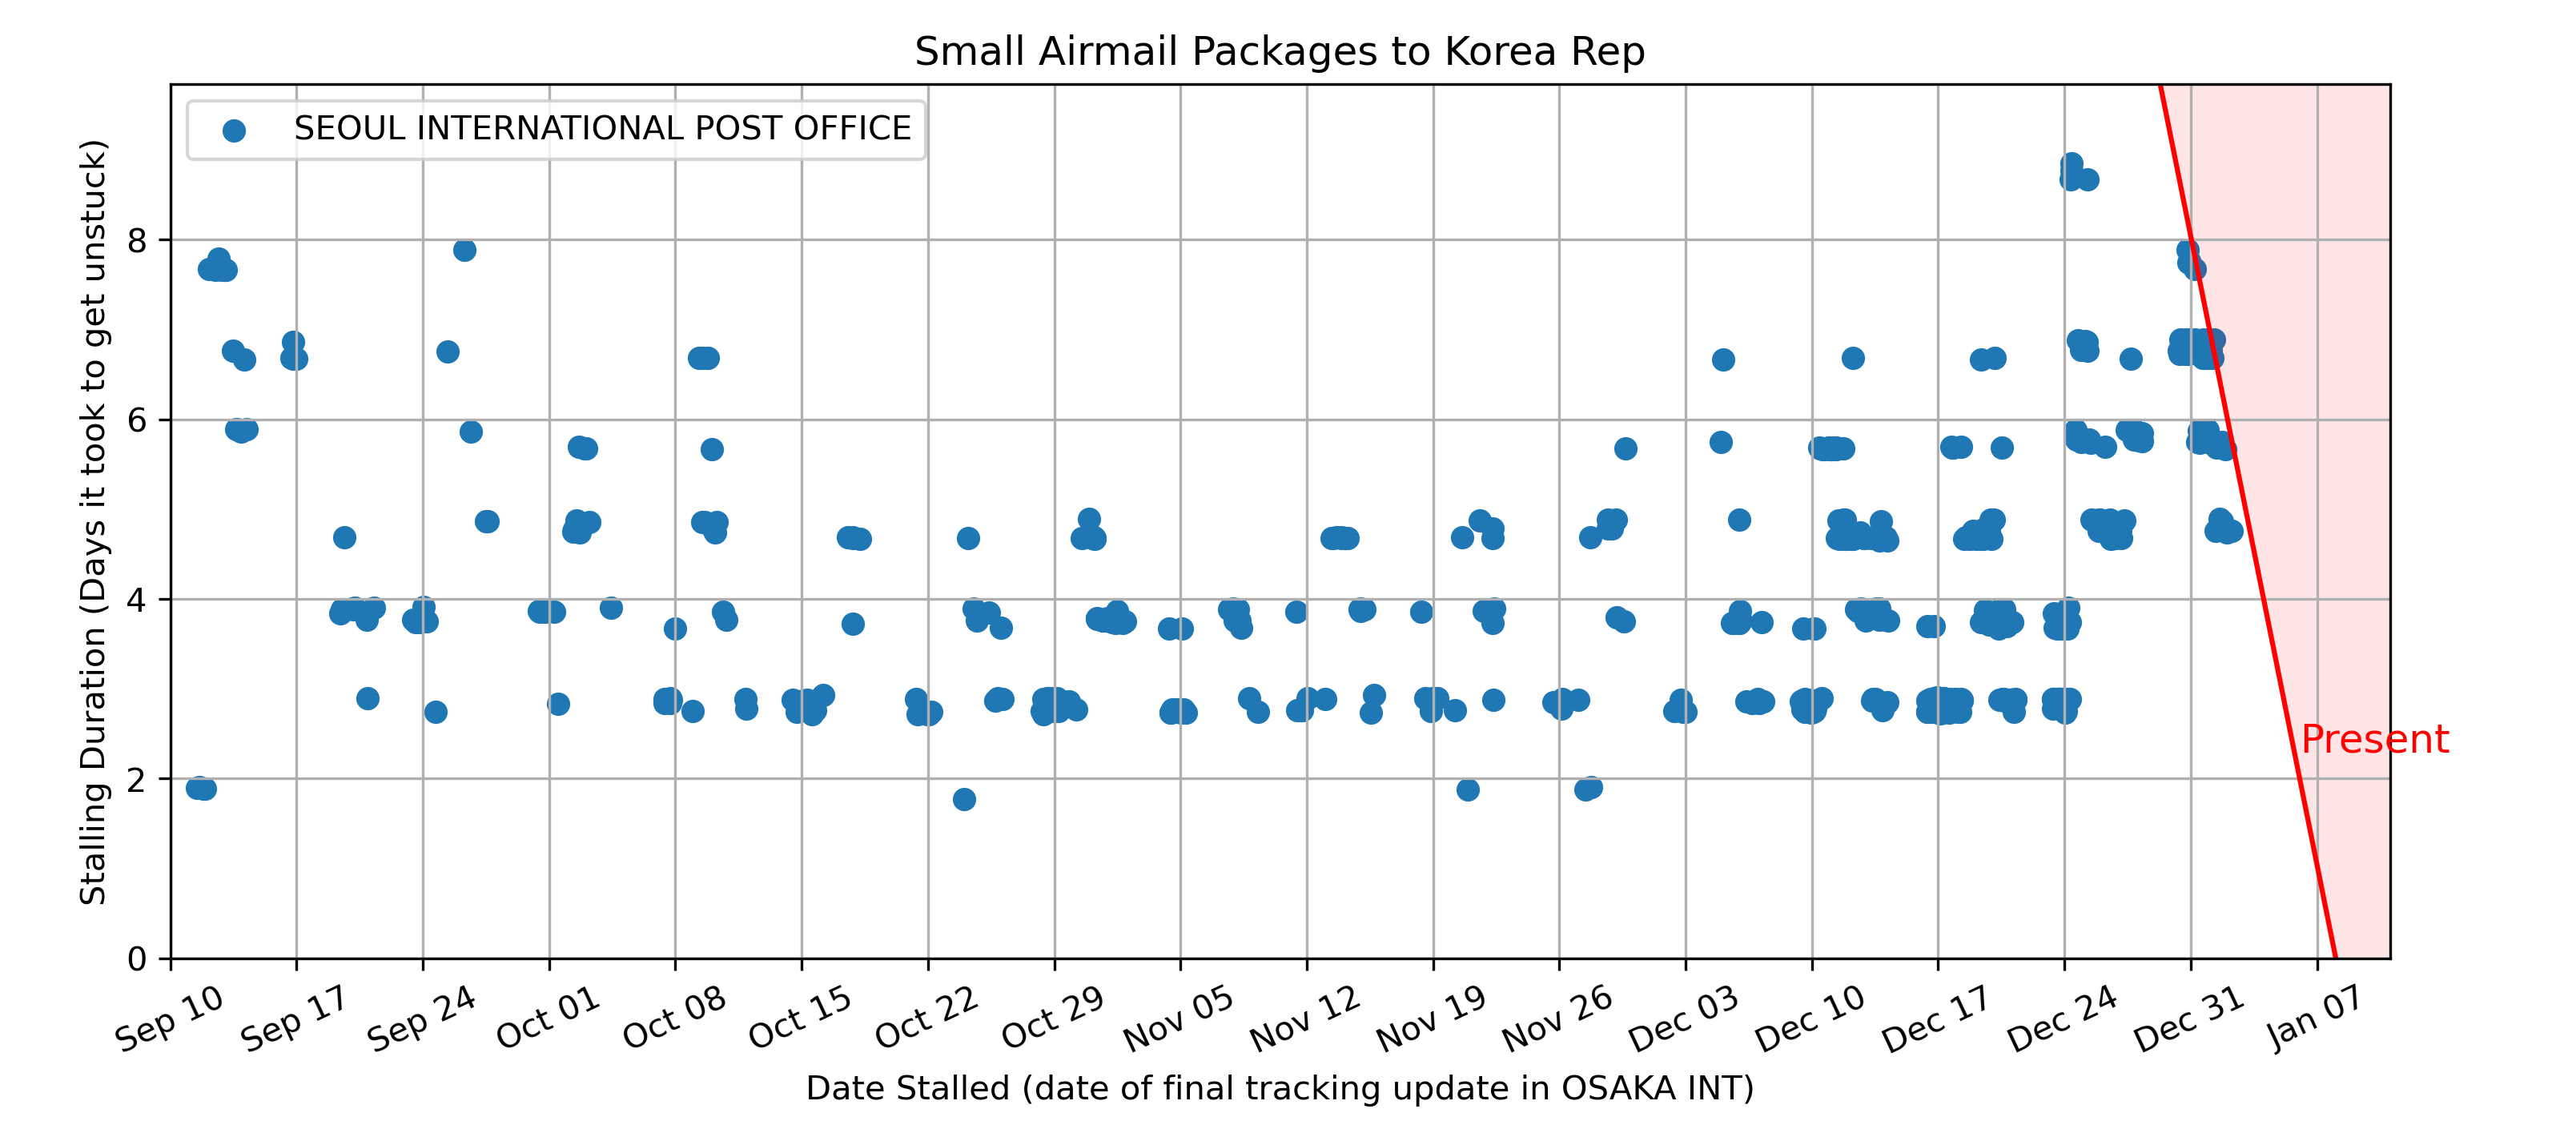 Small Airmail Packages to Korea Rep
SEOUL INTERNATIONAL POST OFFICE
Stalling Duration (Days it took to get unstuck)
8
6
4
2
0
Present
Sep 10 Sep 17 Sep 24 Oct 01 Oct 08 Oct 15 Oct 22 Oct 29 Nov 05 Nov 12 Nov 19 Nov 26 Dec 03 Dec 10 Dec 17 Dec 24 Dec 31 Jan 07
Date Stalled (date of final tracking update in OSAKA INT)